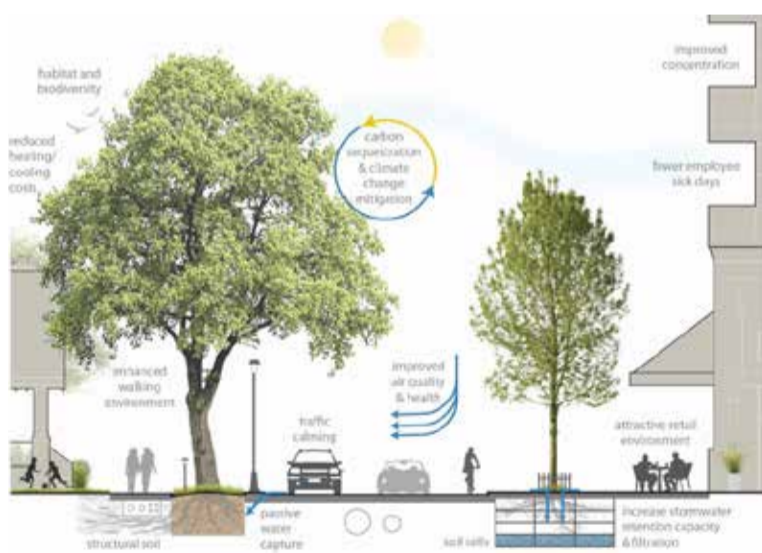 improved
concentration
habitat and
biodiversity
reduced
heating/
cooling
costs
carbon
sequestration
& climate
change
mitigation
fewer employee
sick days
enhanced
walking
environment
improved
air quality
& health
traffic
calming
attractive retail
environment
passive
water
capture
structural soil
soil cells
increase stormwater
retention capacity
& filtration